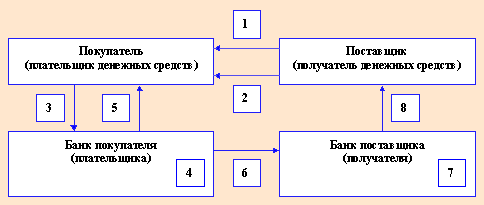 1
Покупатель
(плательщик денежных средств)
Поставщик
(получатель денежных средств)
2
3
5
8
Банк покупателя
(плательщика)
4
6
Банк поставщика
(получателя)
7